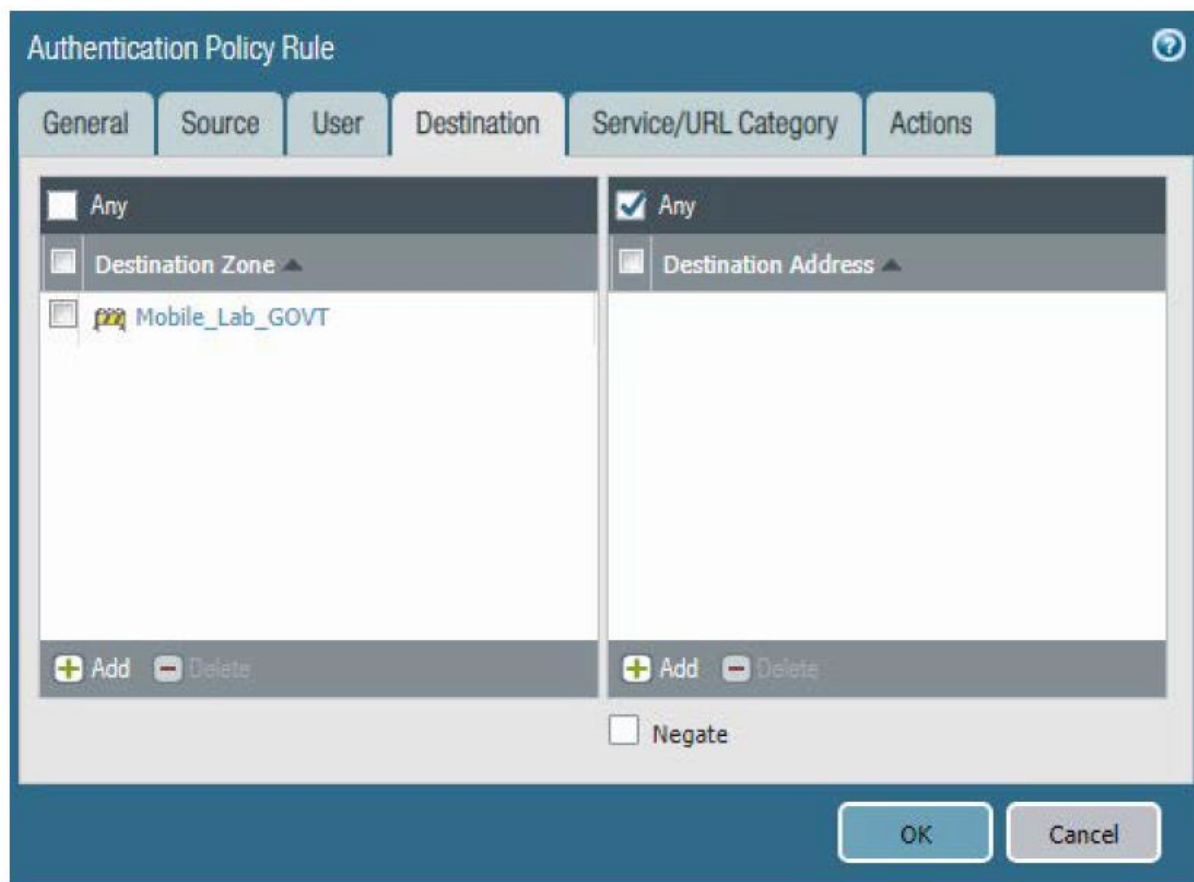 Authentication Policy Rule
General Source User Destination Service/URL Category Actions
Any Any
Destination Zone Destination Address
Mobile_Lab_GOVT
Add Delete Add Delete
Negate
OK Cancel